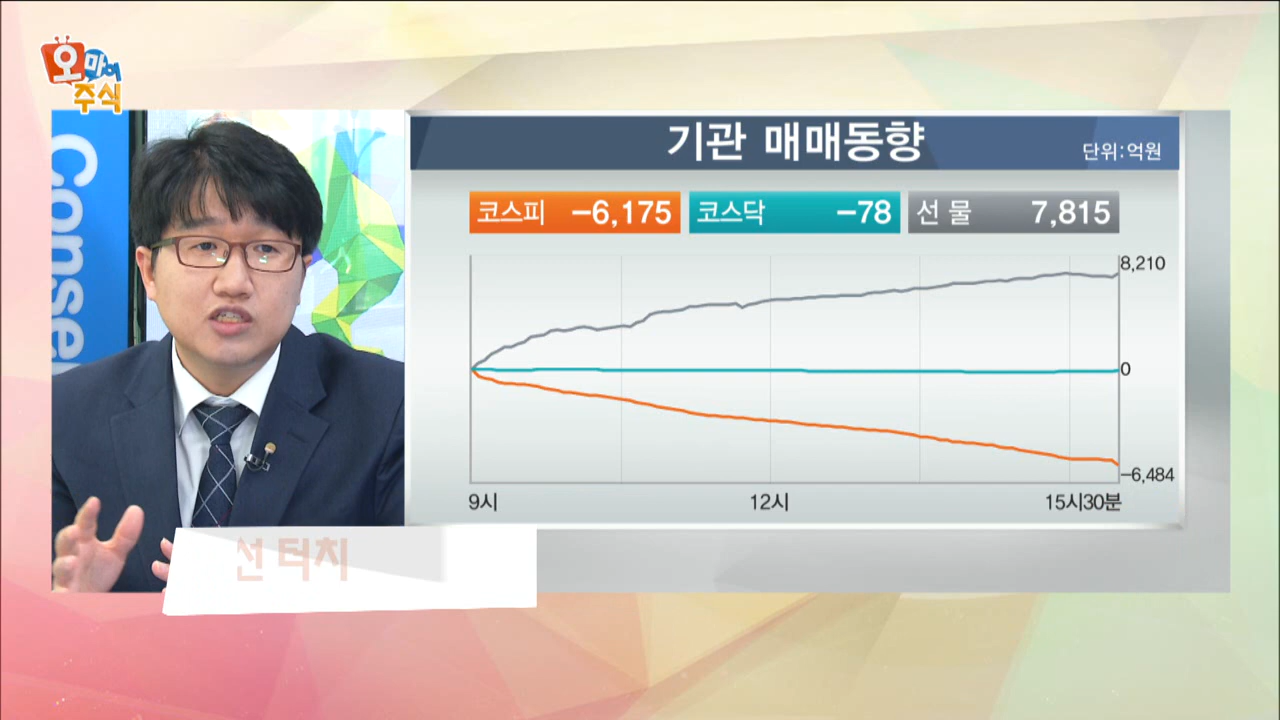 오마이
주식
Conse
기관 매매동향
단위:억원
코스피 -6,175
코스닥 -78
선물 7,815
8,210
0
-6,484
9시
12시
15시30분
선 터치